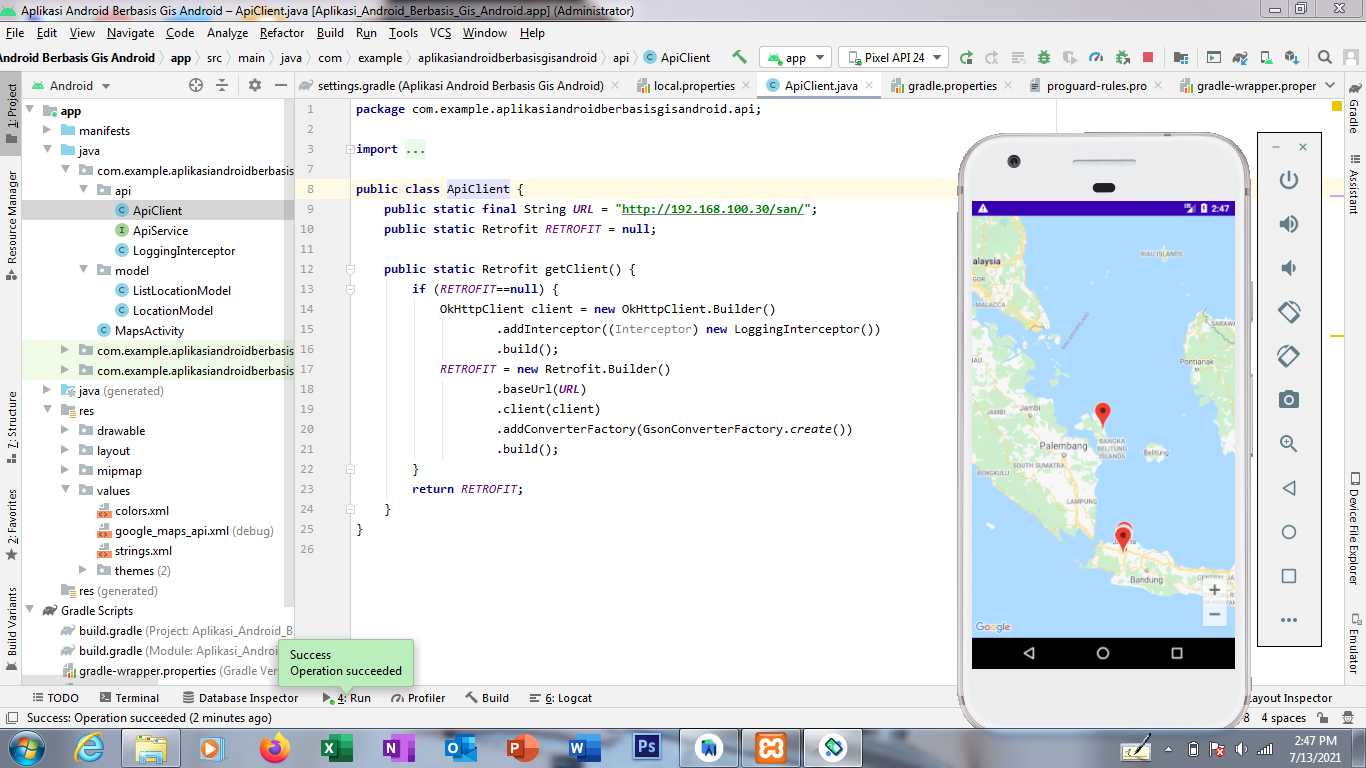 Aplikasi Android Berbasis Gis Android – ApiClient.java [Aplikasi_Android_Berbasis_Gis_Android.app] (Administrator)
File Edit View Navigate Code Analyze Refactor Build Run Tools VCS Window Help
Android Berbasis Gis Android app src main java com example aplikasiandroidberbasisgisandroid api ApiClient app Pixel API 24
Android
settings.gradle (Aplikasi Android Berbasis Gis Android) local.properties ApiClient.java gradle.properties proguard-rules.pro gradle-wrapper.proper
1: Project
Resource Manager
7: Structure
2: Favorites
Build Variants
app
manifests
java
com.example.aplikasiandroidberbasis
api
ApiClient
ApiService
LoggingInterceptor
model
ListLocationModel
LocationModel
MapsActivity
com.example.aplikasiandroidberbasis
com.example.aplikasiandroidberbasis
java (generated)
res
drawable
layout
mipmap
values
colors.xml
google_maps_api.xml (debug)
strings.xml
themes (2)
res (generated)
Gradle Scripts
build.gradle (Project: Aplikasi_Android_B
build.gradle (Module: Aplikasi_Androi
gradle-wrapper.properties (Gradle Ver
1 package com.example.aplikasiandroidberbasisgisandroid.api;
2
3 import ...
7
8 public class ApiClient {
9 public static final String URL = "http://192.168.100.30/san/";
10 public static Retrofit RETROFIT = null;
11
12 public static Retrofit getClient() {
13 if (RETROFIT==null) {
14 OkHttpClient client = new OkHttpClient.Builder()
15 .addInterceptor((Interceptor) new LoggingInterceptor())
16 .build();
17 RETROFIT = new Retrofit.Builder()
18 .baseUrl(URL)
19 .client(client)
20 .addConverterFactory(GsonConverterFactory.create())
21 .build();
22 }
23 return RETROFIT;
24 }
25 }
26
2:47
RIAU ISLANDS
alaysia
GOR
MALACCA
JOHOR
SARAWA
Pontianak
JAMBI
Jambi
Palembang
BANGKA
BELITUNG
ISLANDS
Belitung
BENGKULU
SOUTH SUMATRA
LAMPUNG
Bandung
CENTRAL JA
Google
+
−
Gradle
Assistant
Device File Explorer
Emulator
Success
Operation succeeded
TODO Terminal Database Inspector 4: Run Profiler Build 6: Logcat ayout Inspector
Success: Operation succeeded (2 minutes ago) 8 4 spaces
2:47 PM
7/13/2021